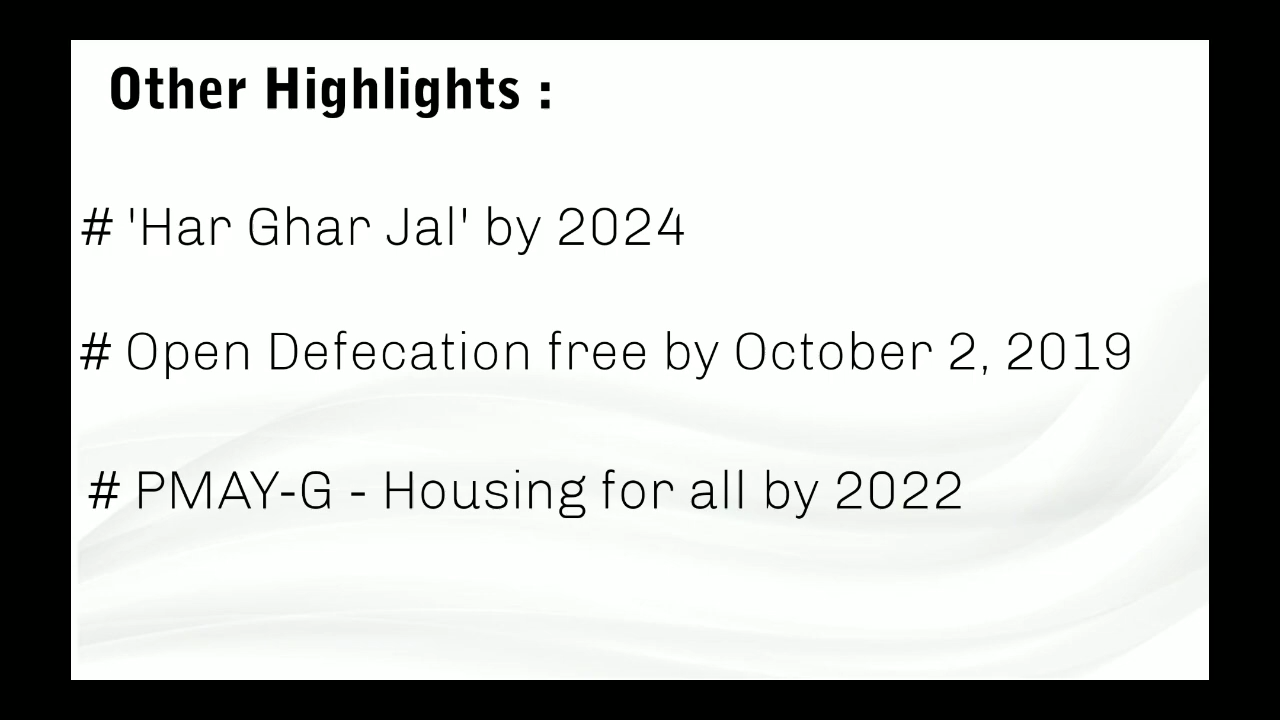 Other Highlights :
# 'Har Ghar Jal' by 2024
# Open Defecation free by October 2, 2019
# PMAY-G - Housing for all by 2022